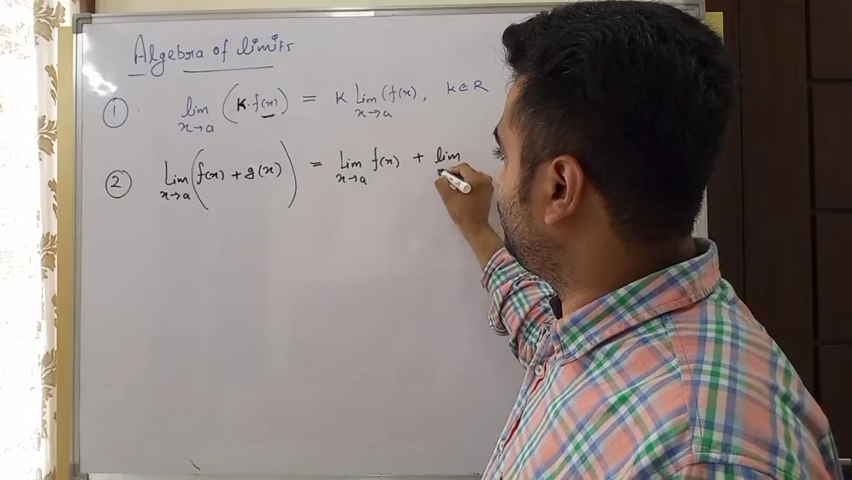 Algebra of limits
① lim x→a (K·f(x)) = K lim x→a (f(x)), k∈R
② lim x→a (f(x) + g(x)) = lim x→a f(x) + lim